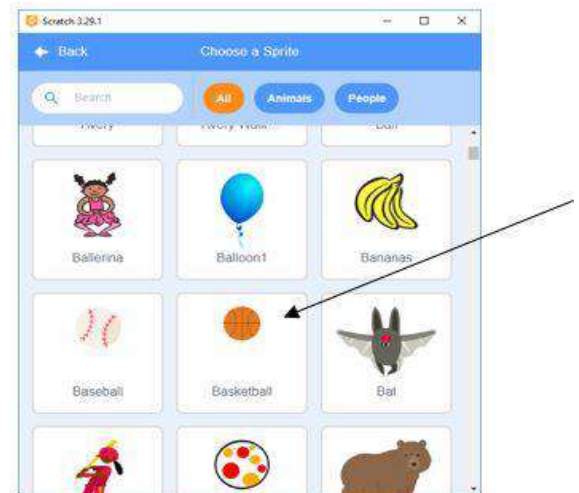 Scratch 3.29.1
Back
Choose a Sprite
Search
All
Animals
People
Ballerina
Balloon1
Bananas
Baseball
Basketball
Bat